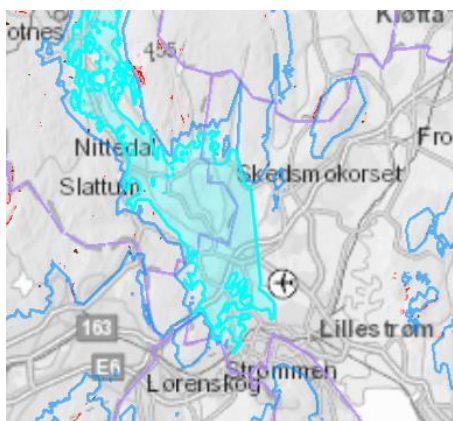 otnes
Kløfta
455
Nittedal
Fro
Skedsmokorset
Slattum
163
Lillestrøm
E6
Strømmen
Lørenskog